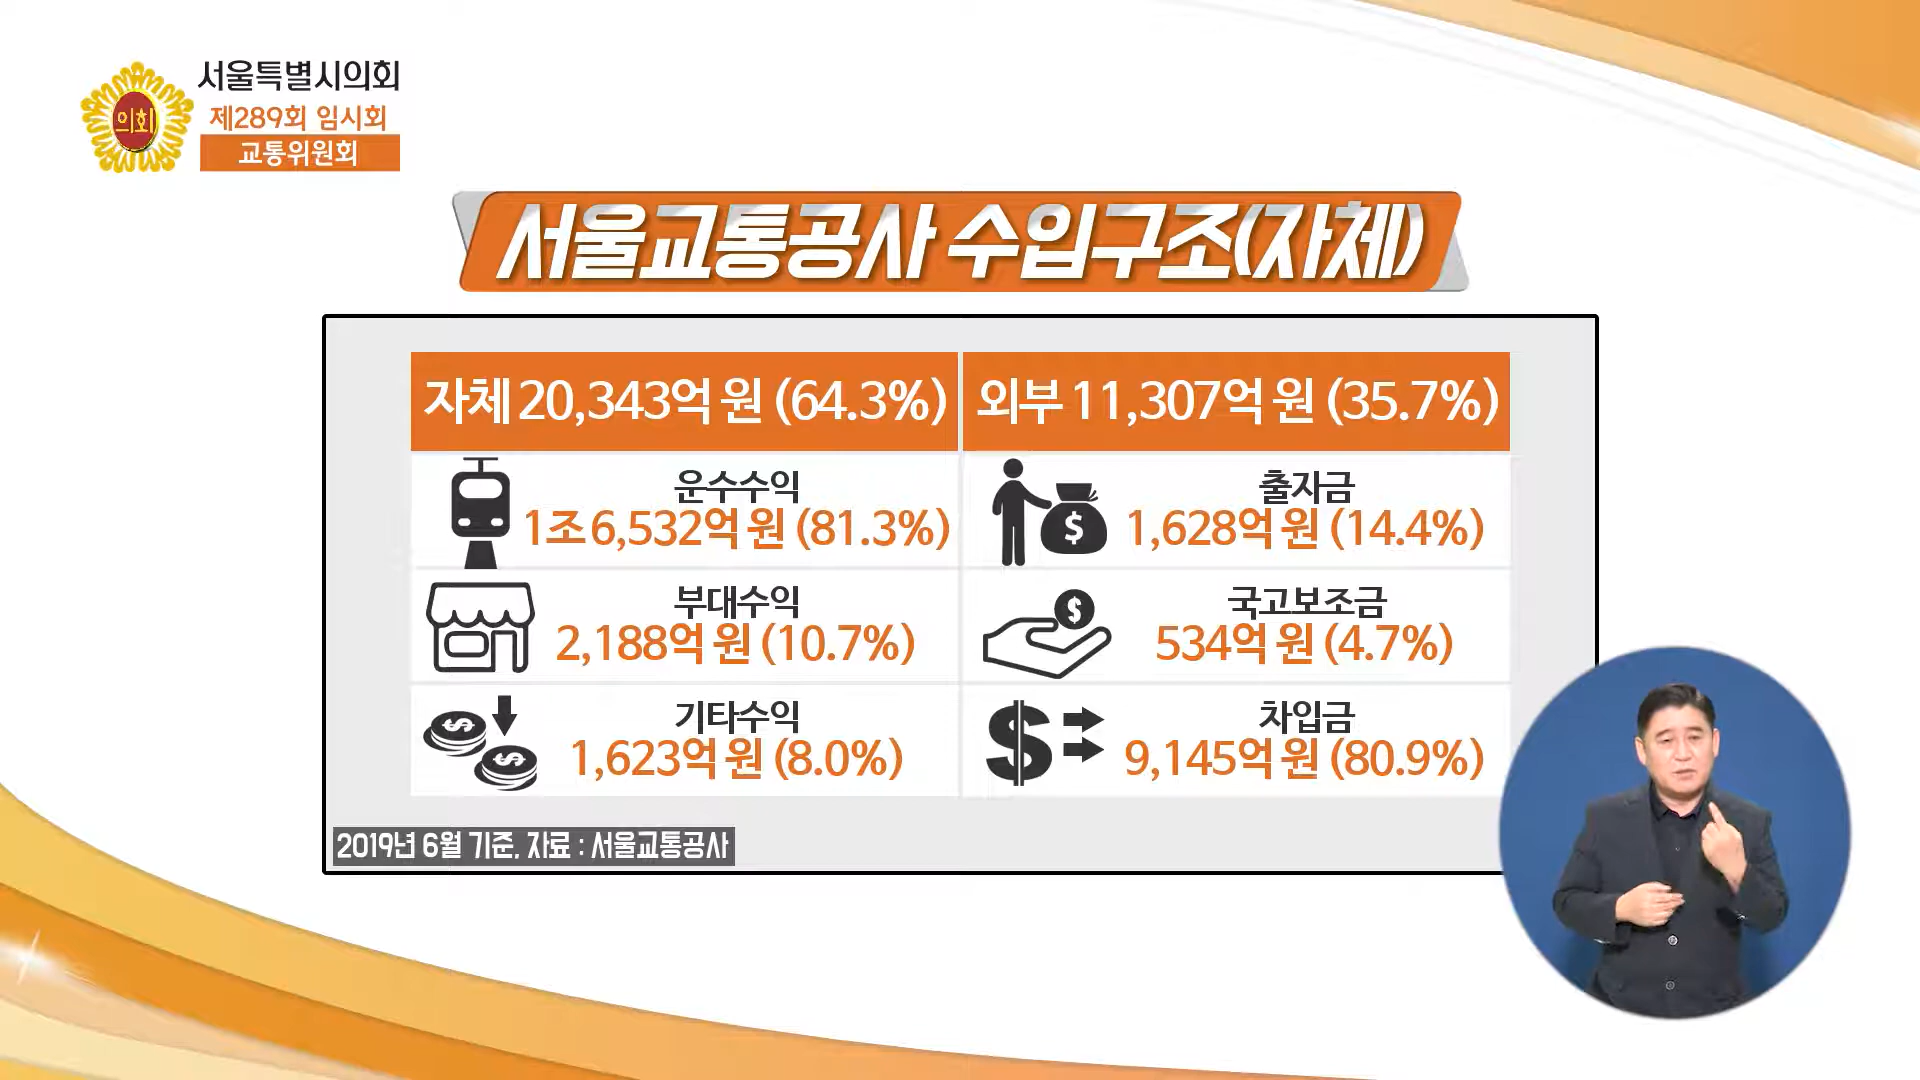 서울특별시의회
의회
제289회 임시회
교통위원회
서울교통공사 수입구조(자체)
자체 20,343억 원 (64.3%)
외부 11,307억 원 (35.7%)
운수수익
1조 6,532억 원 (81.3%)
출자금
1,628억 원 (14.4%)
부대수익
2,188억 원 (10.7%)
국고보조금
534억 원 (4.7%)
기타수익
1,623억 원 (8.0%)
차입금
9,145억 원 (80.9%)
2019년 6월 기준, 자료 : 서울교통공사